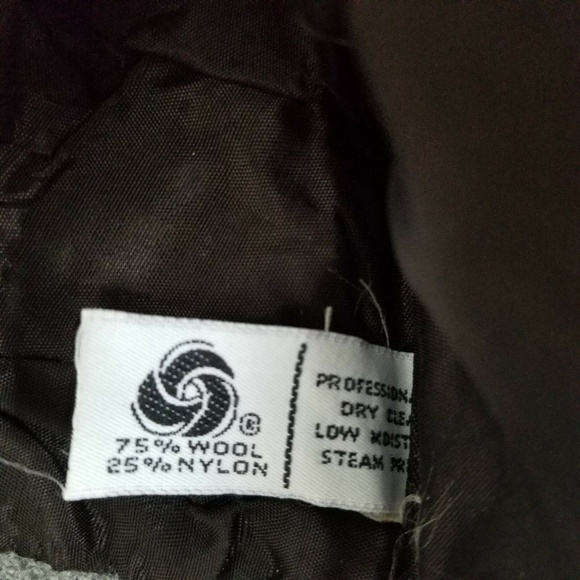 ©
75% WOOL
25% NYLON
PROFESSIONA
DRY CLEA
LOW MOIST
STEAM PR